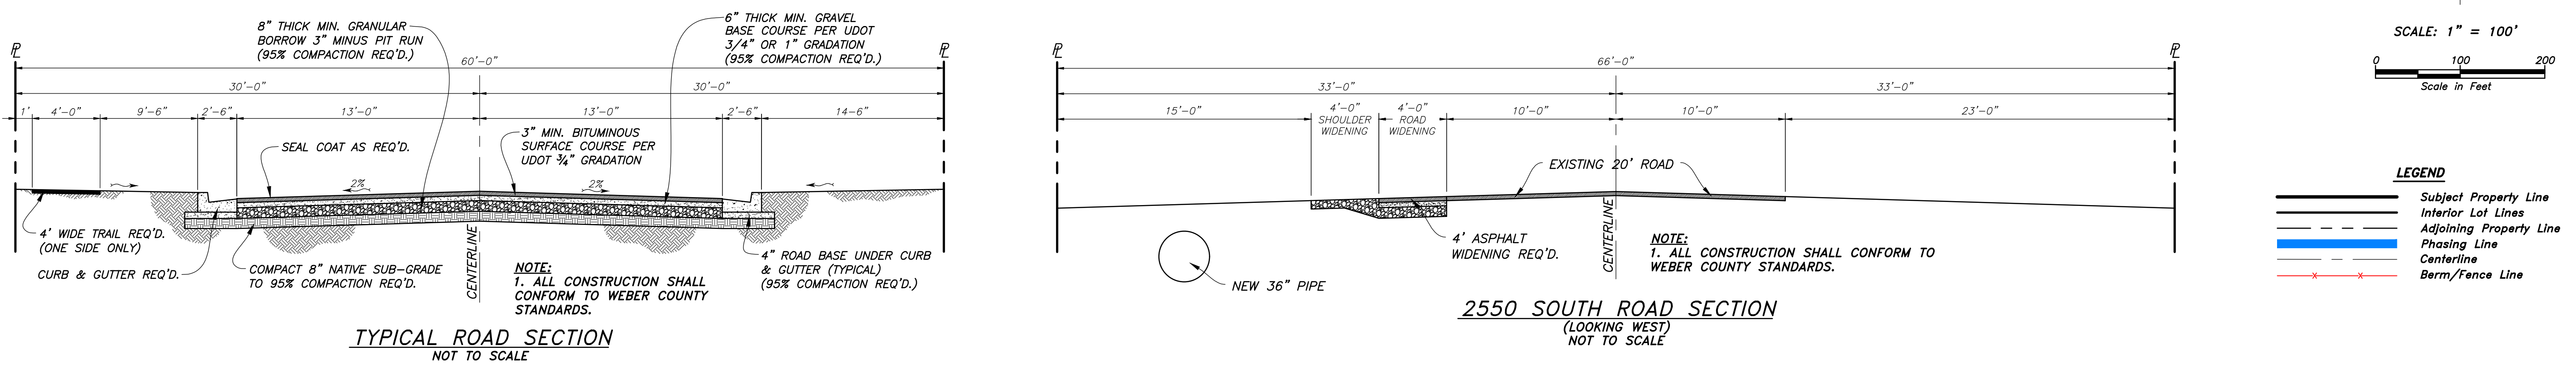 8” THICK MIN. GRANULAR
BORROW 3” MINUS PIT RUN
(95% COMPACTION REQ’D.)
6” THICK MIN. GRAVEL
BASE COURSE PER UDOT
3/4” OR 1” GRADATION
(95% COMPACTION REQ’D.)
PL
PL
60’-0”
30’-0”
30’-0”
1’
4’-0”
9’-6”
2’-6”
13’-0”
13’-0”
2’-6”
14’-6”
SEAL COAT AS REQ’D.
3” MIN. BITUMINOUS
SURFACE COURSE PER
UDOT ¾” GRADATION
2%
2%
4’ WIDE TRAIL REQ’D.
(ONE SIDE ONLY)
CURB & GUTTER REQ’D.
COMPACT 8” NATIVE SUB-GRADE
TO 95% COMPACTION REQ’D.
CENTERLINE
NOTE:
1. ALL CONSTRUCTION SHALL
CONFORM TO WEBER COUNTY
STANDARDS.
4” ROAD BASE UNDER CURB
& GUTTER (TYPICAL)
(95% COMPACTION REQ’D.)
TYPICAL ROAD SECTION
NOT TO SCALE
PL
PL
66’-0”
33’-0”
33’-0”
15’-0”
4’-0”
SHOULDER
WIDENING
4’-0”
ROAD
WIDENING
10’-0”
10’-0”
23’-0”
EXISTING 20’ ROAD
4’ ASPHALT
WIDENING REQ’D.
CENTERLINE
NOTE:
1. ALL CONSTRUCTION SHALL CONFORM TO
WEBER COUNTY STANDARDS.
NEW 36” PIPE
2550 SOUTH ROAD SECTION
(LOOKING WEST)
NOT TO SCALE
SCALE: 1” = 100’
0 100 200
Scale in Feet
LEGEND
Subject Property Line
Interior Lot Lines
Adjoining Property Line
Phasing Line
Centerline
Berm/Fence Line